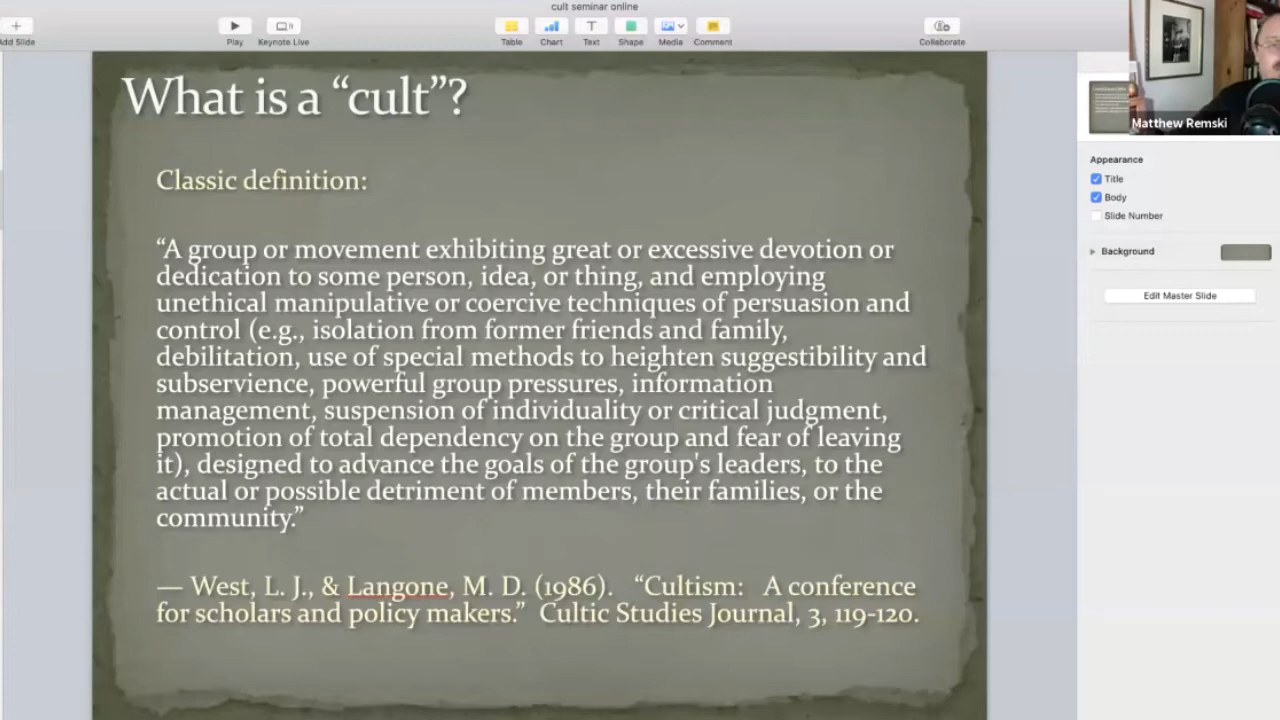 cult seminar online
Add Slide
Play
Keynote Live
Table
Chart
Text
Shape
Media
Comment
Collaborate
What is a “cult”?
Classic definition:
“A group or movement exhibiting great or excessive devotion or
dedication to some person, idea, or thing, and employing
unethical manipulative or coercive techniques of persuasion and
control (e.g., isolation from former friends and family,
debilitation, use of special methods to heighten suggestibility and
subservience, powerful group pressures, information
management, suspension of individuality or critical judgment,
promotion of total dependency on the group and fear of leaving
it), designed to advance the goals of the group's leaders, to the
actual or possible detriment of members, their families, or the
community.”
— West, L. J., & Langone, M. D. (1986). “Cultism: A conference
for scholars and policy makers.” Cultic Studies Journal, 3, 119-120.
Matthew Remski
Appearance
Title
Body
Slide Number
Background
Edit Master Slide